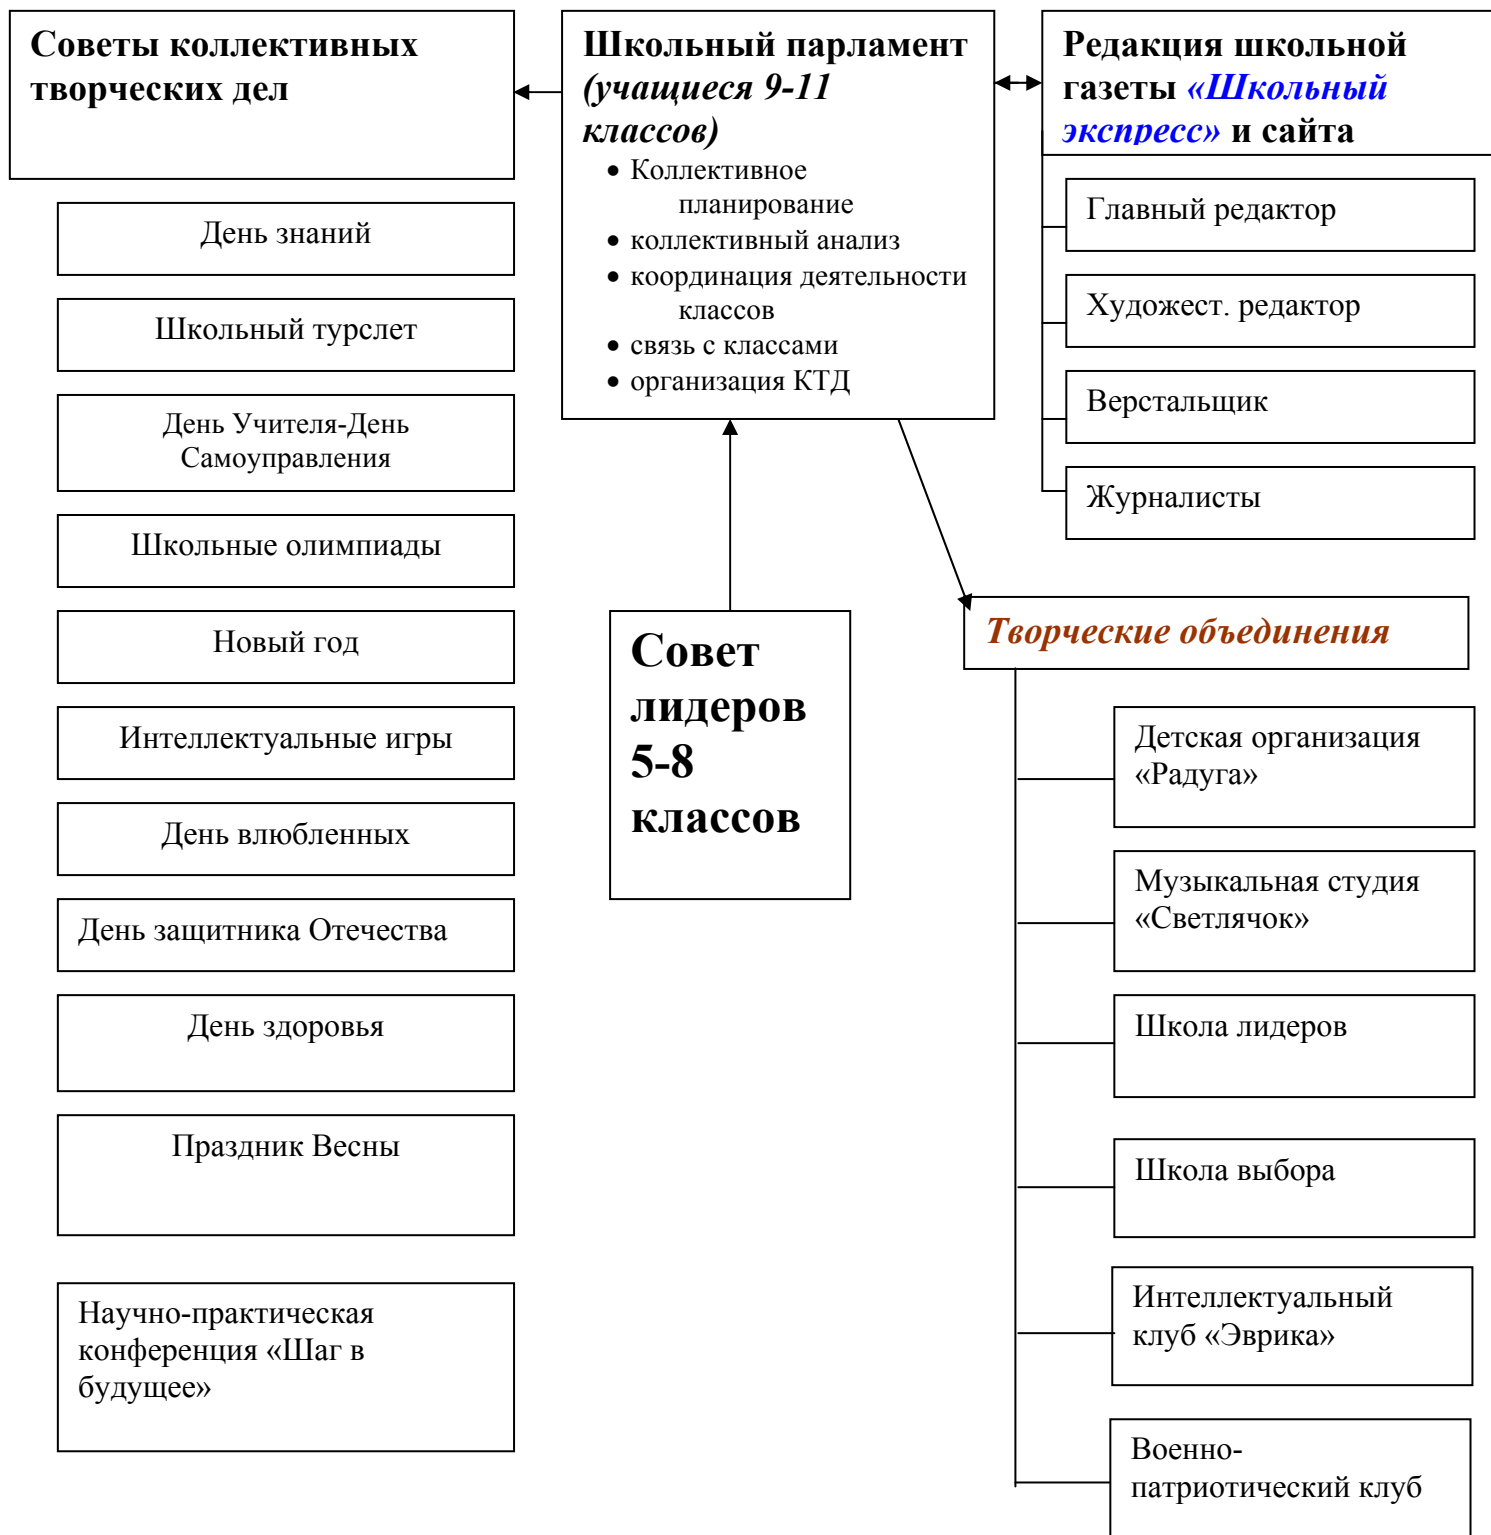 Советы коллективных
творческих дел
День знаний
Школьный турслет
День Учителя-День
Самоуправления
Школьные олимпиады
Новый год
Интеллектуальные игры
День влюбленных
День защитника Отечества
День здоровья
Праздник Весны
Научно-практическая
конференция «Шаг в
будущее»
Школьный парламент
(учащиеся 9-11
классов)
• Коллективное
планирование
• коллективный анализ
• координация деятельности
классов
• связь с классами
• организация КТД
Совет
лидеров
5-8
классов
Редакция школьной
газеты «Школьный
экспресс» и сайта
Главный редактор
Художест. редактор
Верстальщик
Журналисты
Творческие объединения
Детская организация
«Радуга»
Музыкальная студия
«Светлячок»
Школа лидеров
Школа выбора
Интеллектуальный
клуб «Эврика»
Военно-
патриотический клуб